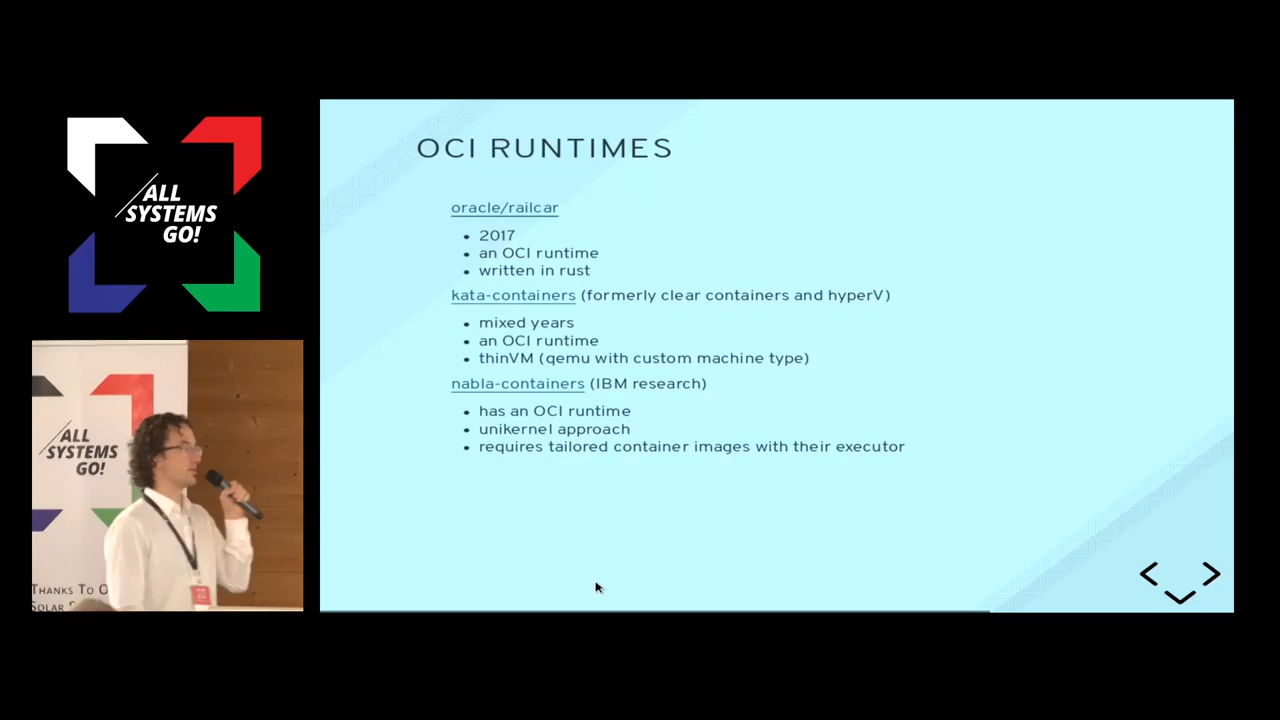 ALL
SYSTEMS
GO!
OCI RUNTIMES
oracle/railcar
• 2017
• an OCI runtime
• written in rust
kata-containers (formerly clear containers and hyperV)
• mixed years
• an OCI runtime
• thinVM (qemu with custom machine type)
nabla-containers (IBM research)
• has an OCI runtime
• unikernel approach
• requires tailored container images with their executor
ALL
SYSTEMS
GO!
THANKS TO
SOLAR